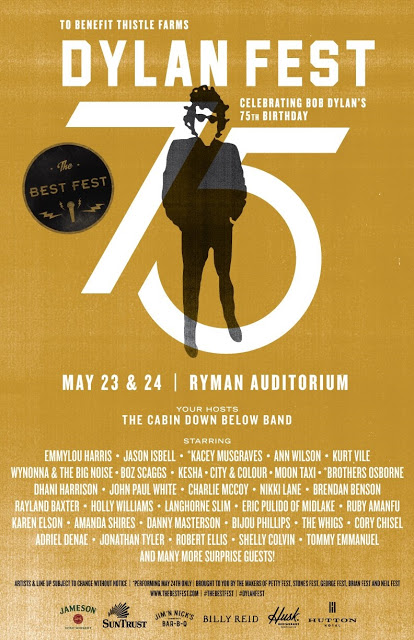 TO BENEFIT THISTLE FARMS
DYLAN FEST
CELEBRATING BOB DYLAN'S
75TH BIRTHDAY
75
The
BEST FEST
MAY 23 & 24 | RYMAN AUDITORIUM
YOUR HOSTS
THE CABIN DOWN BELOW BAND
STARRING
EMMYLOU HARRIS • JASON ISBELL • *KACEY MUSGRAVES • ANN WILSON • KURT VILE
WYNONNA & THE BIG NOISE • BOZ SCAGGS • KESHA • CITY & COLOUR • MOON TAXI • *BROTHERS OSBORNE
DHANI HARRISON • JOHN PAUL WHITE • CHARLIE MCCOY • NIKKI LANE • BRENDAN BENSON
RAYLAND BAXTER • HOLLY WILLIAMS • LANGHORNE SLIM • ERIC PULIDO OF MIDLAKE • RUBY AMANFU
KAREN ELSON • AMANDA SHIRES • DANNY MASTERSON • BIJOU PHILLIPS • THE WHIGS • CORY CHISEL
ADRIEL DENAE • JONATHAN TYLER • ROBERT ELLIS • SHELLY COLVIN • TOMMY EMMANUEL
AND MANY MORE SURPRISE GUESTS!
ARTISTS & LINE UP SUBJECT TO CHANGE WITHOUT NOTICE | *PERFORMING MAY 24TH ONLY | BROUGHT TO YOU BY THE MAKERS OF PETTY FEST, STONES FEST, GEORGE FEST, BRIAN FEST AND NEIL FEST
WWW.THEBESTFEST.COM | #THEBESTFEST | #DYLANFEST
JAMESON
SUNTRUST
JIM 'N NICK'S
BAR-B-Q
BILLY REID
Husk
HUTTON
HOTEL